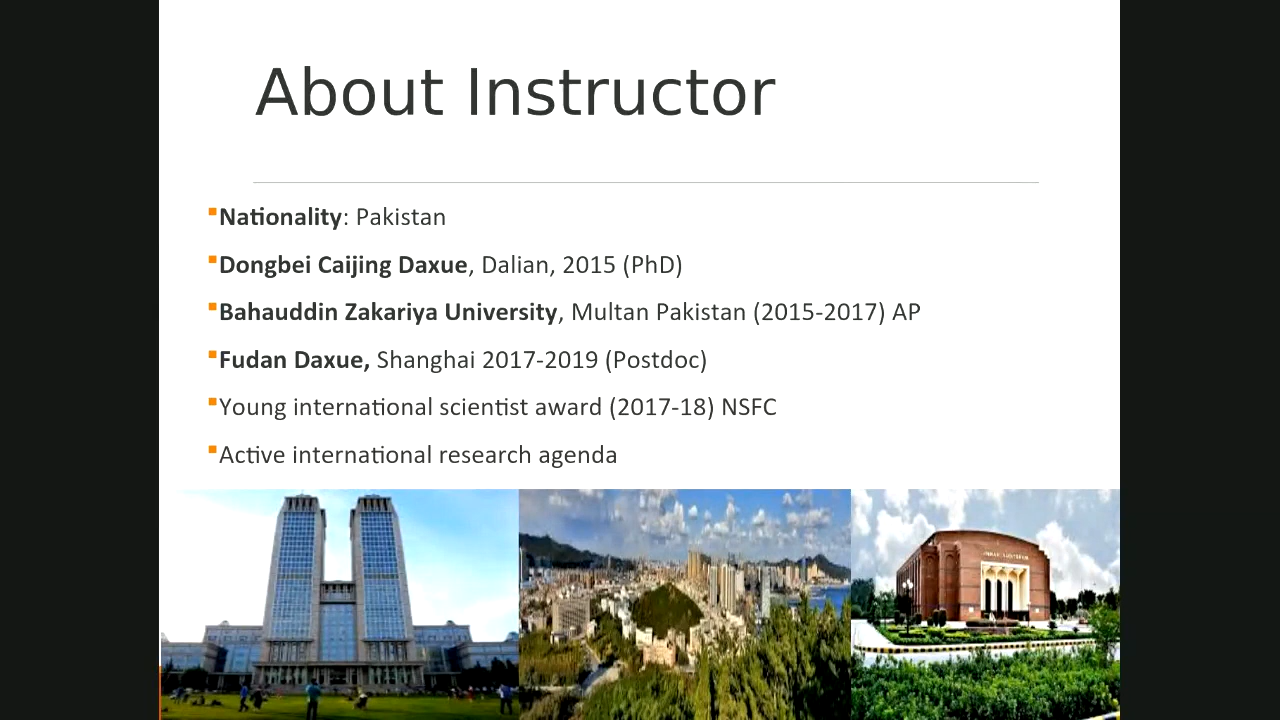 About Instructor
Nationality: Pakistan
Dongbei Caijing Daxue, Dalian, 2015 (PhD)
Bahauddin Zakariya University, Multan Pakistan (2015-2017) AP
Fudan Daxue, Shanghai 2017-2019 (Postdoc)
Young international scientist award (2017-18) NSFC
Active international research agenda